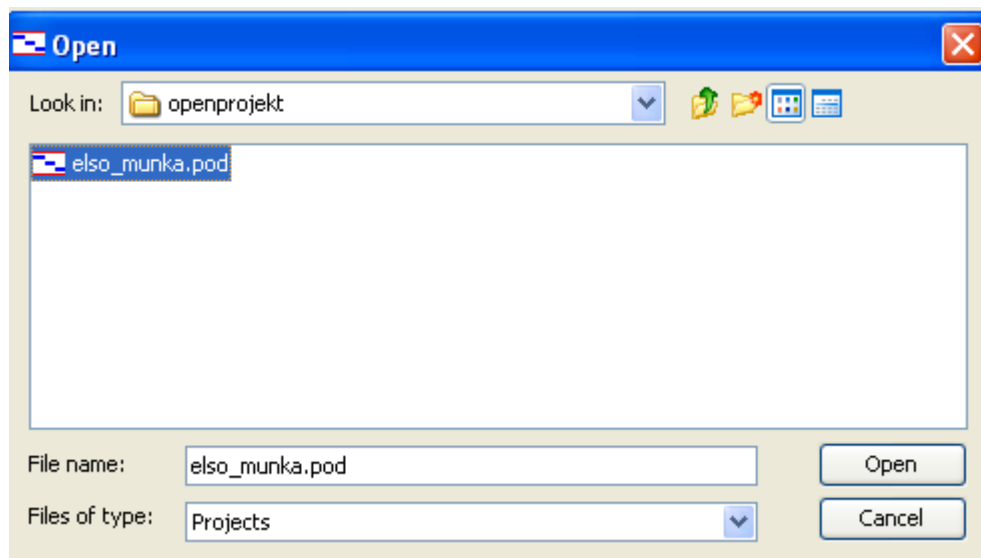 Open
Look in: openprojekt
elso_munka.pod
File name: elso_munka.pod Open
Files of type: Projects Cancel